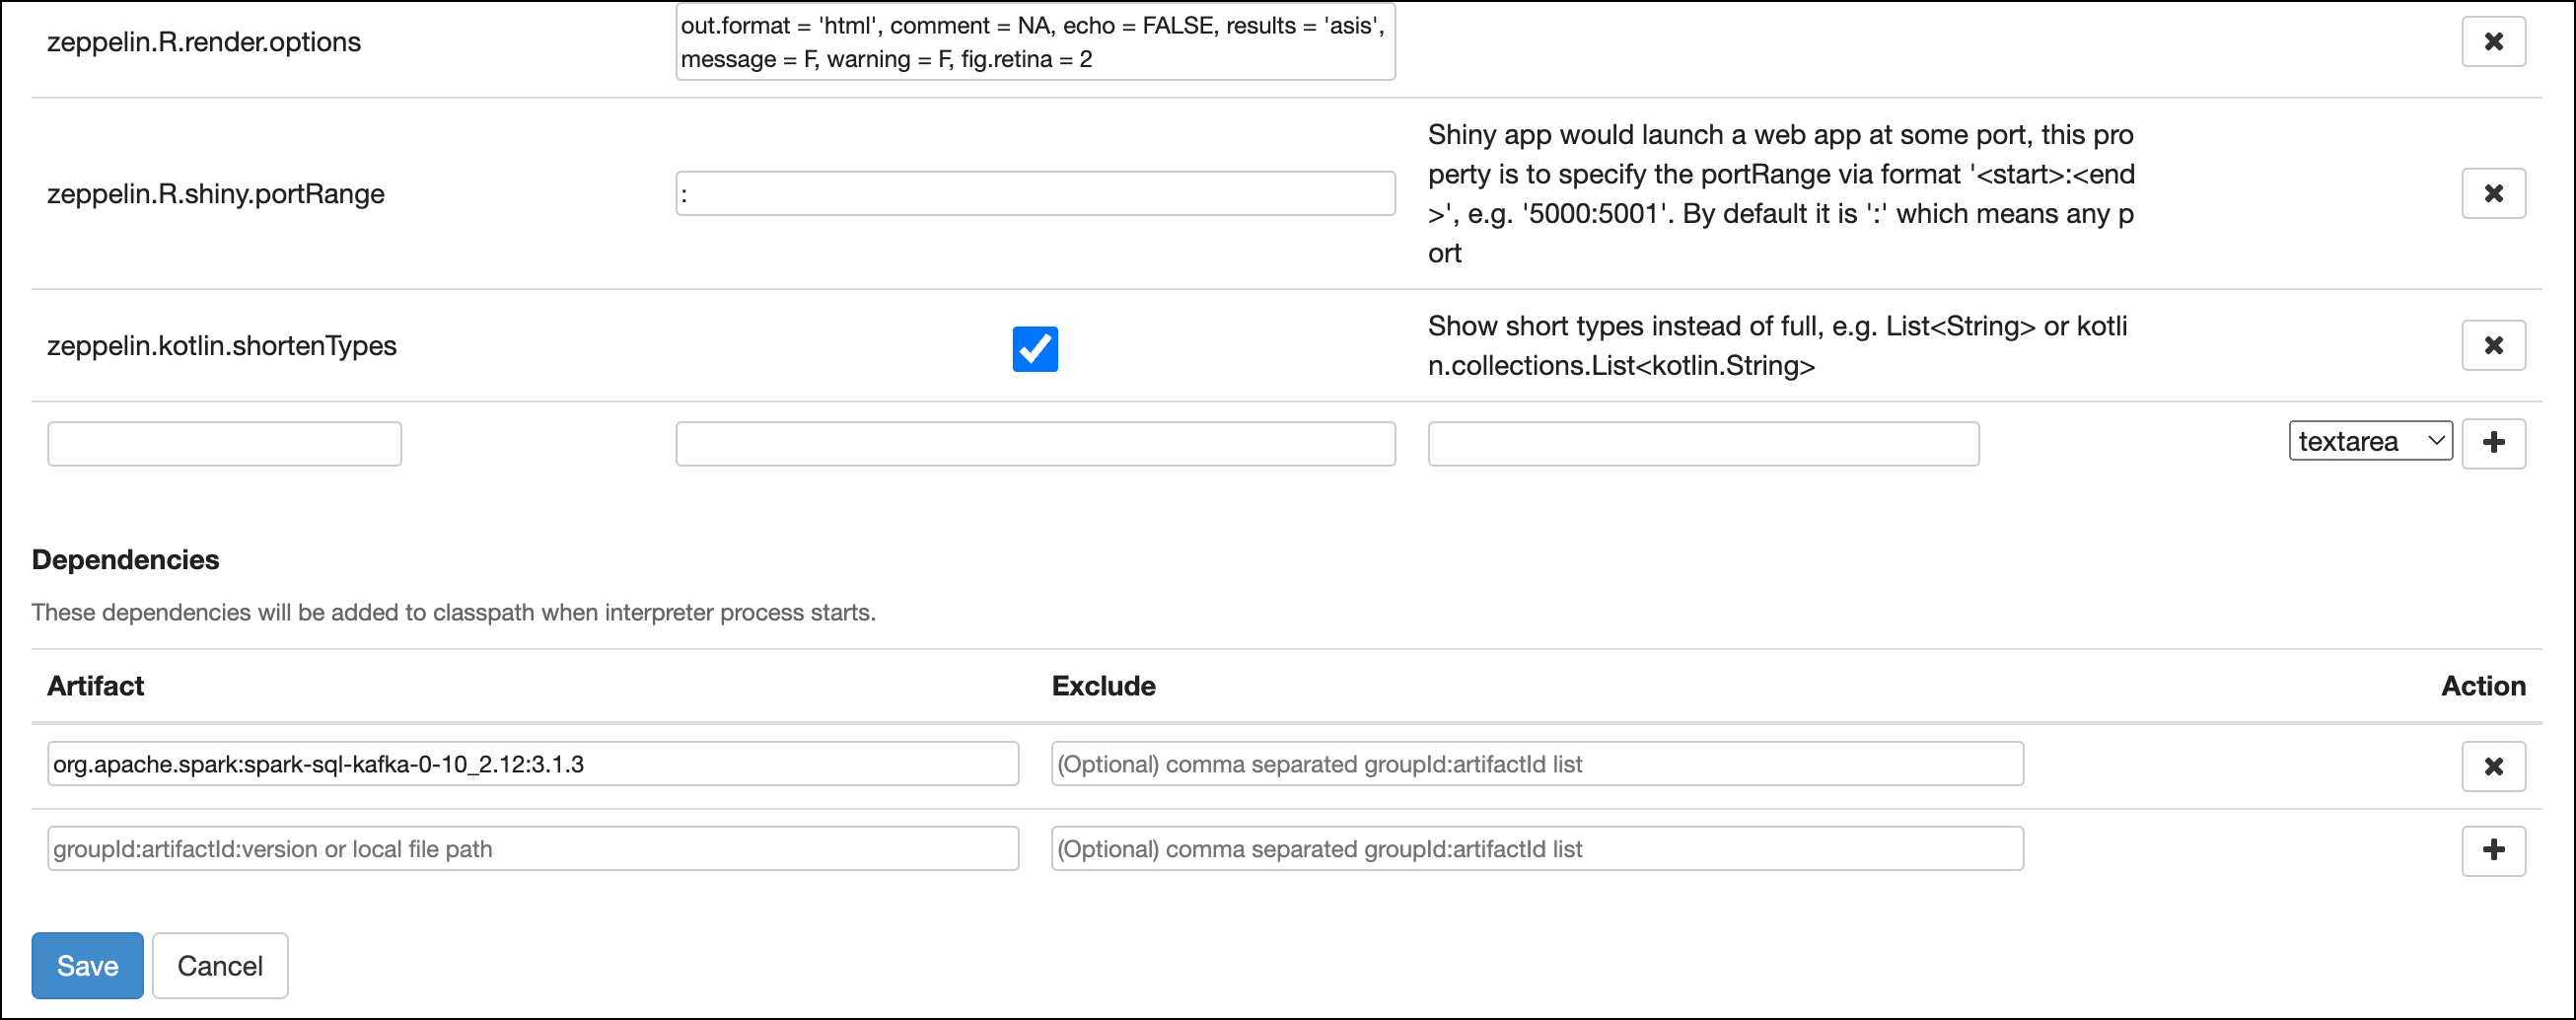 zeppelin.R.render.options
out.format = 'html', comment = NA, echo = FALSE, results = 'asis',
message = F, warning = F, fig.retina = 2
zeppelin.R.shiny.portRange
:
Shiny app would launch a web app at some port, this pro
perty is to specify the portRange via format '<start>:<end
>', e.g. '5000:5001'. By default it is ':' which means any p
ort
zeppelin.kotlin.shortenTypes
Show short types instead of full, e.g. List<String> or kotli
n.collections.List<kotlin.String>
textarea
Dependencies
These dependencies will be added to classpath when interpreter process starts.
Artifact Exclude Action
org.apache.spark:spark-sql-kafka-0-10_2.12:3.1.3 (Optional) comma separated groupId:artifactId list
groupId:artifactId:version or local file path (Optional) comma separated groupId:artifactId list
Save Cancel